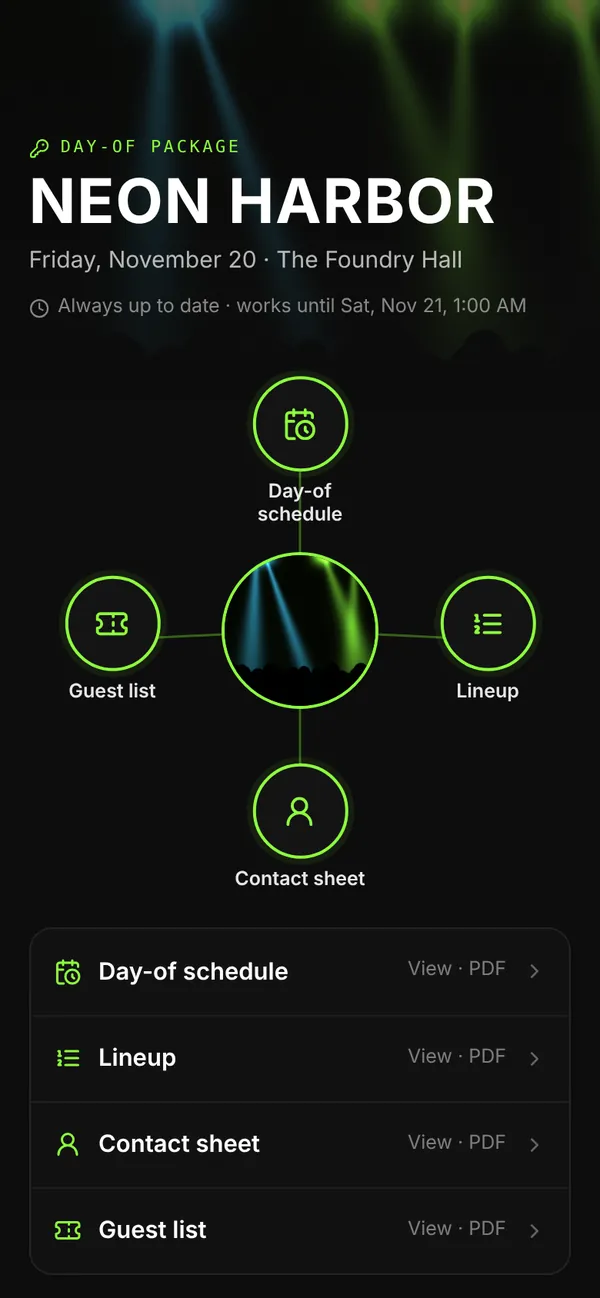 DAY-OF PACKAGE
NEON HARBOR
Friday, November 20 · The Foundry Hall
Always up to date · works until Sat, Nov 21, 1:00 AM
Day-of
schedule
Guest list
Lineup
Contact sheet
Day-of schedule View · PDF
Lineup View · PDF
Contact sheet View · PDF
Guest list View · PDF